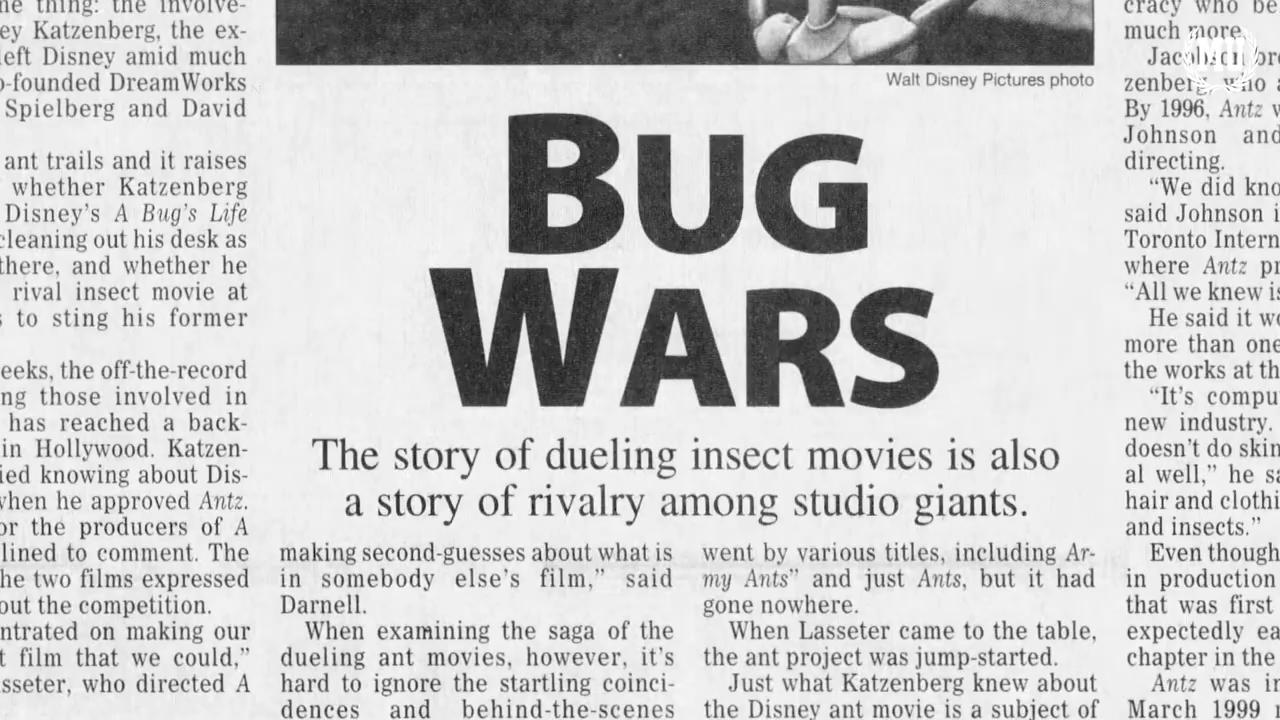 ne thing: the involve-
ey Katzenberg, the ex-
left Disney amid much
o-founded DreamWorks
Spielberg and David
ant trails and it raises
whether Katzenberg
Disney's A Bug's Life
cleaning out his desk as
there, and whether he
rival insect movie at
s to sting his former
eeks, the off-the-record
ng those involved in
has reached a back-
in Hollywood. Katzen-
ied knowing about Dis-
when he approved Antz.
or the producers of A
lined to comment. The
he two films expressed
out the competition.
ntrated on making our
t film that we could,"
sseter, who directed A
Walt Disney Pictures photo
BUG
WARS
The story of dueling insect movies is also
a story of rivalry among studio giants.
making second-guesses about what is
in somebody else's film," said
Darnell.
When examining the saga of the
dueling ant movies, however, it's
hard to ignore the startling coinci-
dences and behind-the-scenes
went by various titles, including Ar-
my Ants" and just Ants, but it had
gone nowhere.
When Lasseter came to the table,
the ant project was jump-started.
Just what Katzenberg knew about
the Disney ant movie is a subject of
cracy who be
much more.
Jacobson bro
zenberg, who a
By 1996, Antz w
Johnson and
directing.
"We did kno
said Johnson i
Toronto Intern
where Antz pr
"All we knew is
He said it wo
more than one
the works at th
"It's compu
new industry.
doesn't do skin
al well," he sa
hair and clothi
and insects."
Even though
in production
that was first
expectedly ea
chapter in the
Antz was in
March 1999
MU